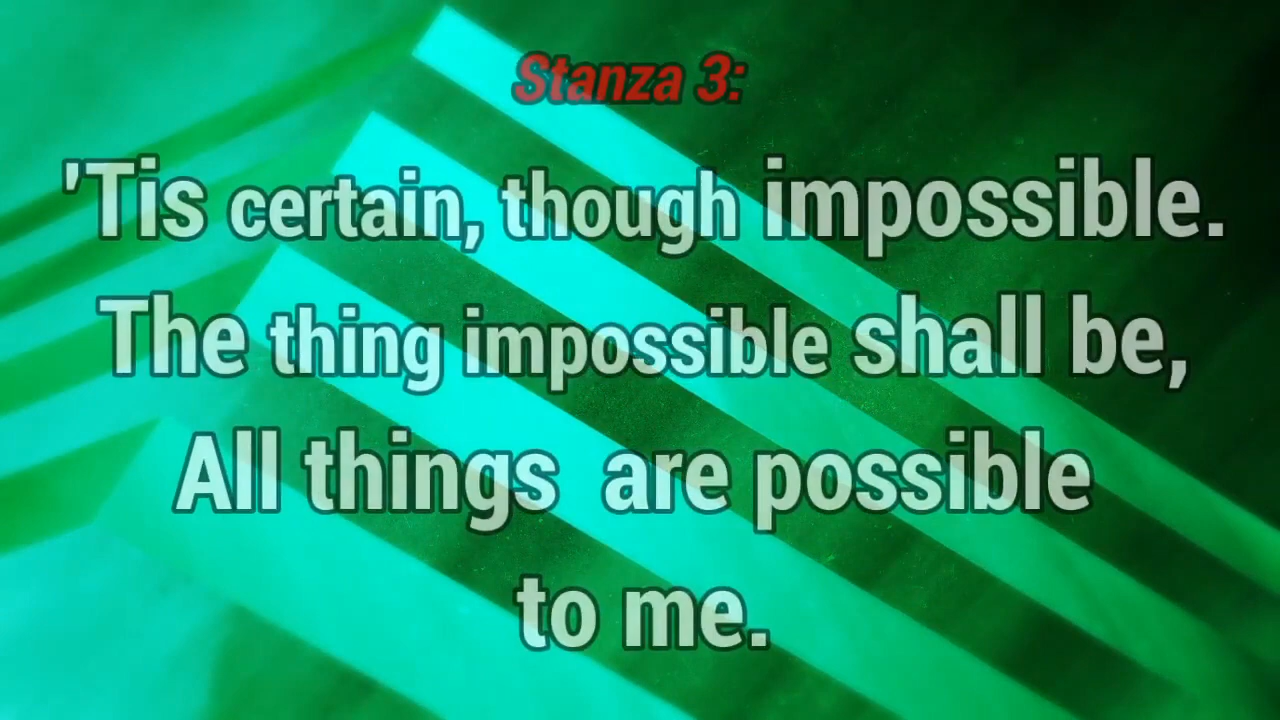 Stanza 3:
'Tis certain, though impossible.
The thing impossible shall be,
All things are possible
to me.